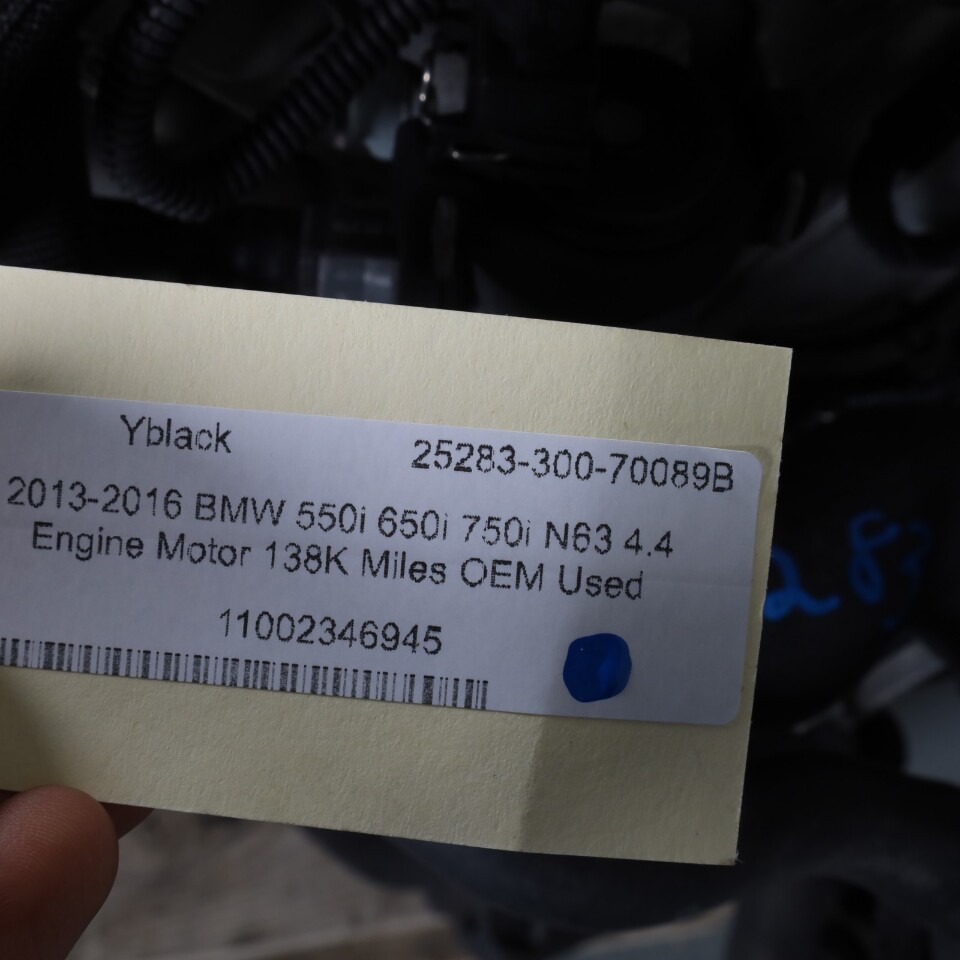 Yblack 25283-300-70089B
2013-2016 BMW 550i 650i 750i N63 4.4
Engine Motor 138K Miles OEM Used
11002346945
283